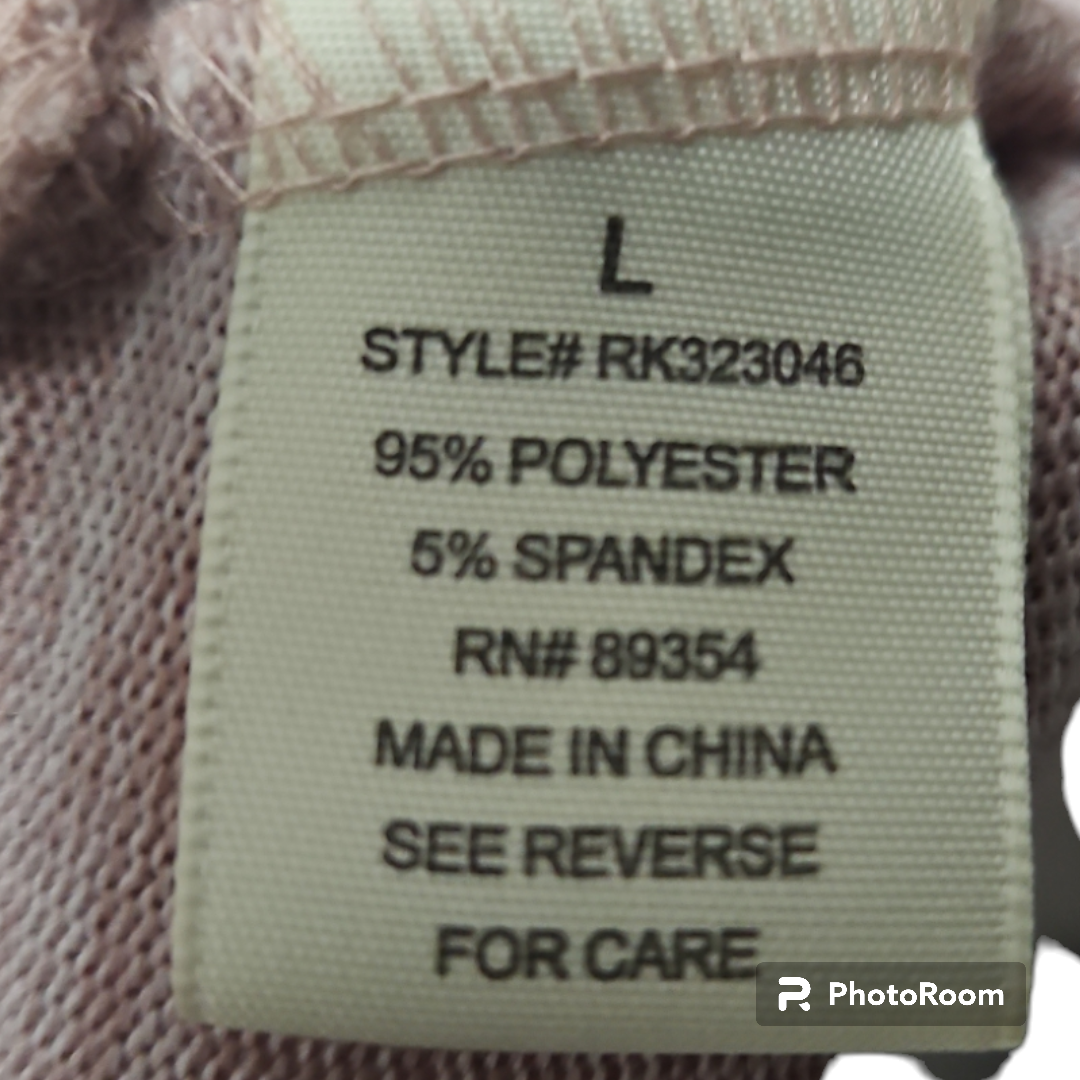 L
STYLE# RK323046
95% POLYESTER
5% SPANDEX
RN# 89354
MADE IN CHINA
SEE REVERSE
FOR CARE
PhotoRoom